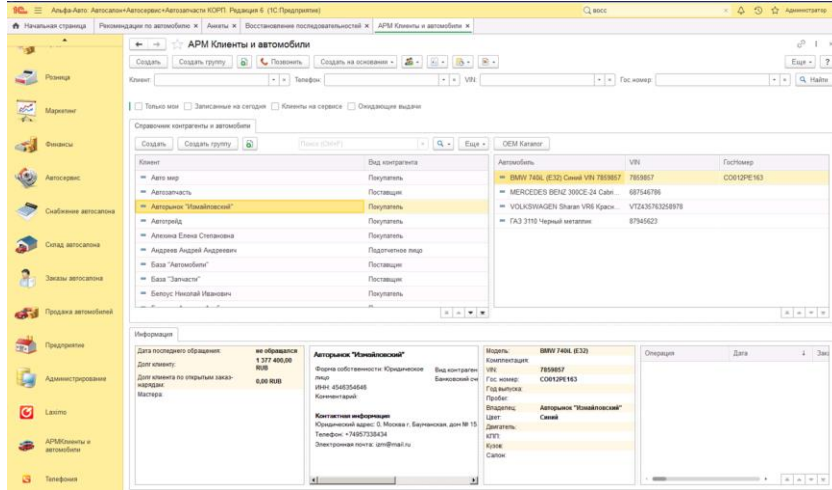 1С Альфа-Авто: Автосалон+Автосервис+Автозапчасти КОРП. Редакция 6 (1С:Предприятие)
восс
Администратор
Начальная страница
Рекомендации по автомобилю ×
Анкеты ×
Восстановление последовательностей ×
АРМ Клиенты и автомобили ×
Розница
Маркетинг
Финансы
Автосервис
Снабжение автосалона
Склад автосалона
Заказы автосалона
Продажа автомобилей
Предприятие
Администрирование
Laximo
АРМКлиенты и
автомобили
Телефония
АРМ Клиенты и автомобили
Создать Создать группу Позвонить Создать на основании Еще ?
Клиент: Телефон: VIN: Гос номер: Найти
Только мои Записанные на сегодня Клиенты на сервисе Ожидающие выдачи
Справочник контрагенты и автомобили
Создать Создать группу Поиск (Ctrl+F) Еще OEM Каталог
Клиент Вид контрагента
Авто мир Покупатель
Автозапчасть Поставщик
Авторынок "Измайловский" Покупатель
Автотрейд Покупатель
Алехина Елена Степановна Покупатель
Андреев Андрей Андреевич Подотчетное лицо
База "Автомобили" Поставщик
База "Запчасти" Поставщик
Белоус Николай Иванович Покупатель
Автомобиль VIN ГосНомер
BMW 740iL (E32) Синий VIN 7859857 7859857 СО012РЕ163
MERCEDES BENZ 300CE-24 Cabri... 687546786
VOLKSWAGEN Sharan VR6 Красн... VTZ435763258978
ГАЗ 3110 Черный металлик 87945623
Информация
Дата последнего обращения: не обращался
Долг клиенту: 1 377 400,00
RUB
Долг клиента по открытым заказ-
нарядам: 0,00 RUB
Мастера:
Авторынок "Измайловский"
Форма собственности: Юридическое
лицо
Вид контраген
Банковский сч
ИНН: 4546354646
Комментарий:
Контактная информация
Юридический адрес: 0, Москва г, Бауманская, дом № 15
Телефон: +74957338434
Электронная почта: izm@mail.ru
Модель: BMW 740iL (E32)
Комплектация:
VIN: 7859857
Гос. номер: СО012РЕ163
Год выпуска:
Пробег:
Владелец: Авторынок "Измайловский"
Цвет: Синий
Двигатель:
КПП:
Кузов:
Салон:
Операция Дата ↓ Зак